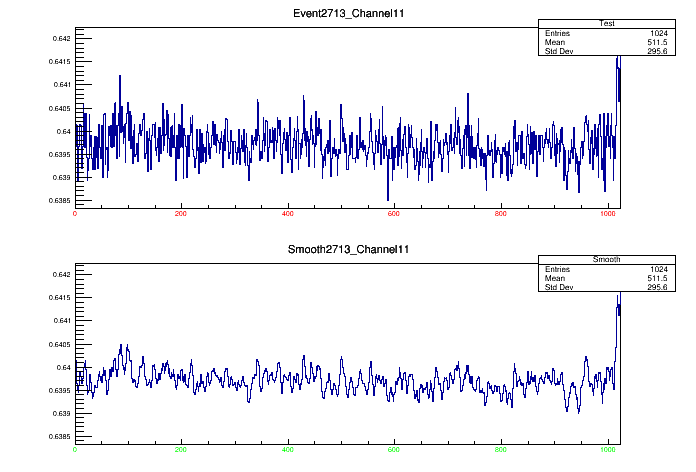 Event2713_Channel11
Test
Entries 1024
Mean 511.5
Std Dev 295.6
0.642
0.6415
0.641
0.6405
0.64
0.6395
0.639
0.6385
0 200 400 600 800 1000
Smooth2713_Channel11
Smooth
Entries 1024
Mean 511.5
Std Dev 295.6
0.642
0.6415
0.641
0.6405
0.64
0.6395
0.639
0.6385
0 200 400 600 800 1000